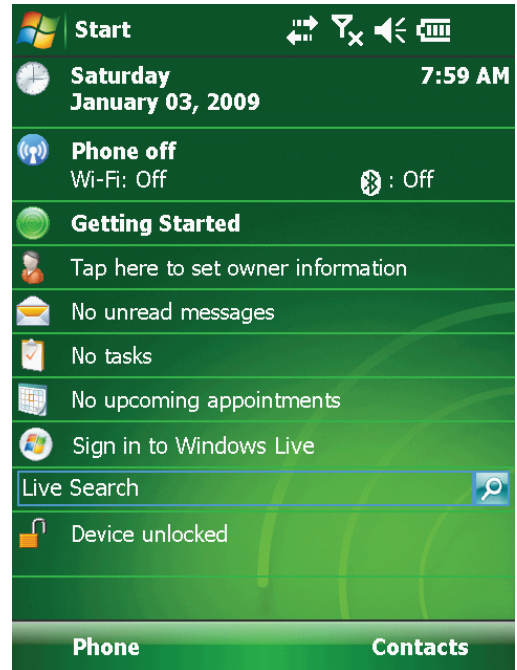 Start
Saturday 7:59 AM
January 03, 2009
Phone off
Wi-Fi: Off : Off
Getting Started
Tap here to set owner information
No unread messages
No tasks
No upcoming appointments
Sign in to Windows Live
Live Search
Device unlocked
Phone Contacts